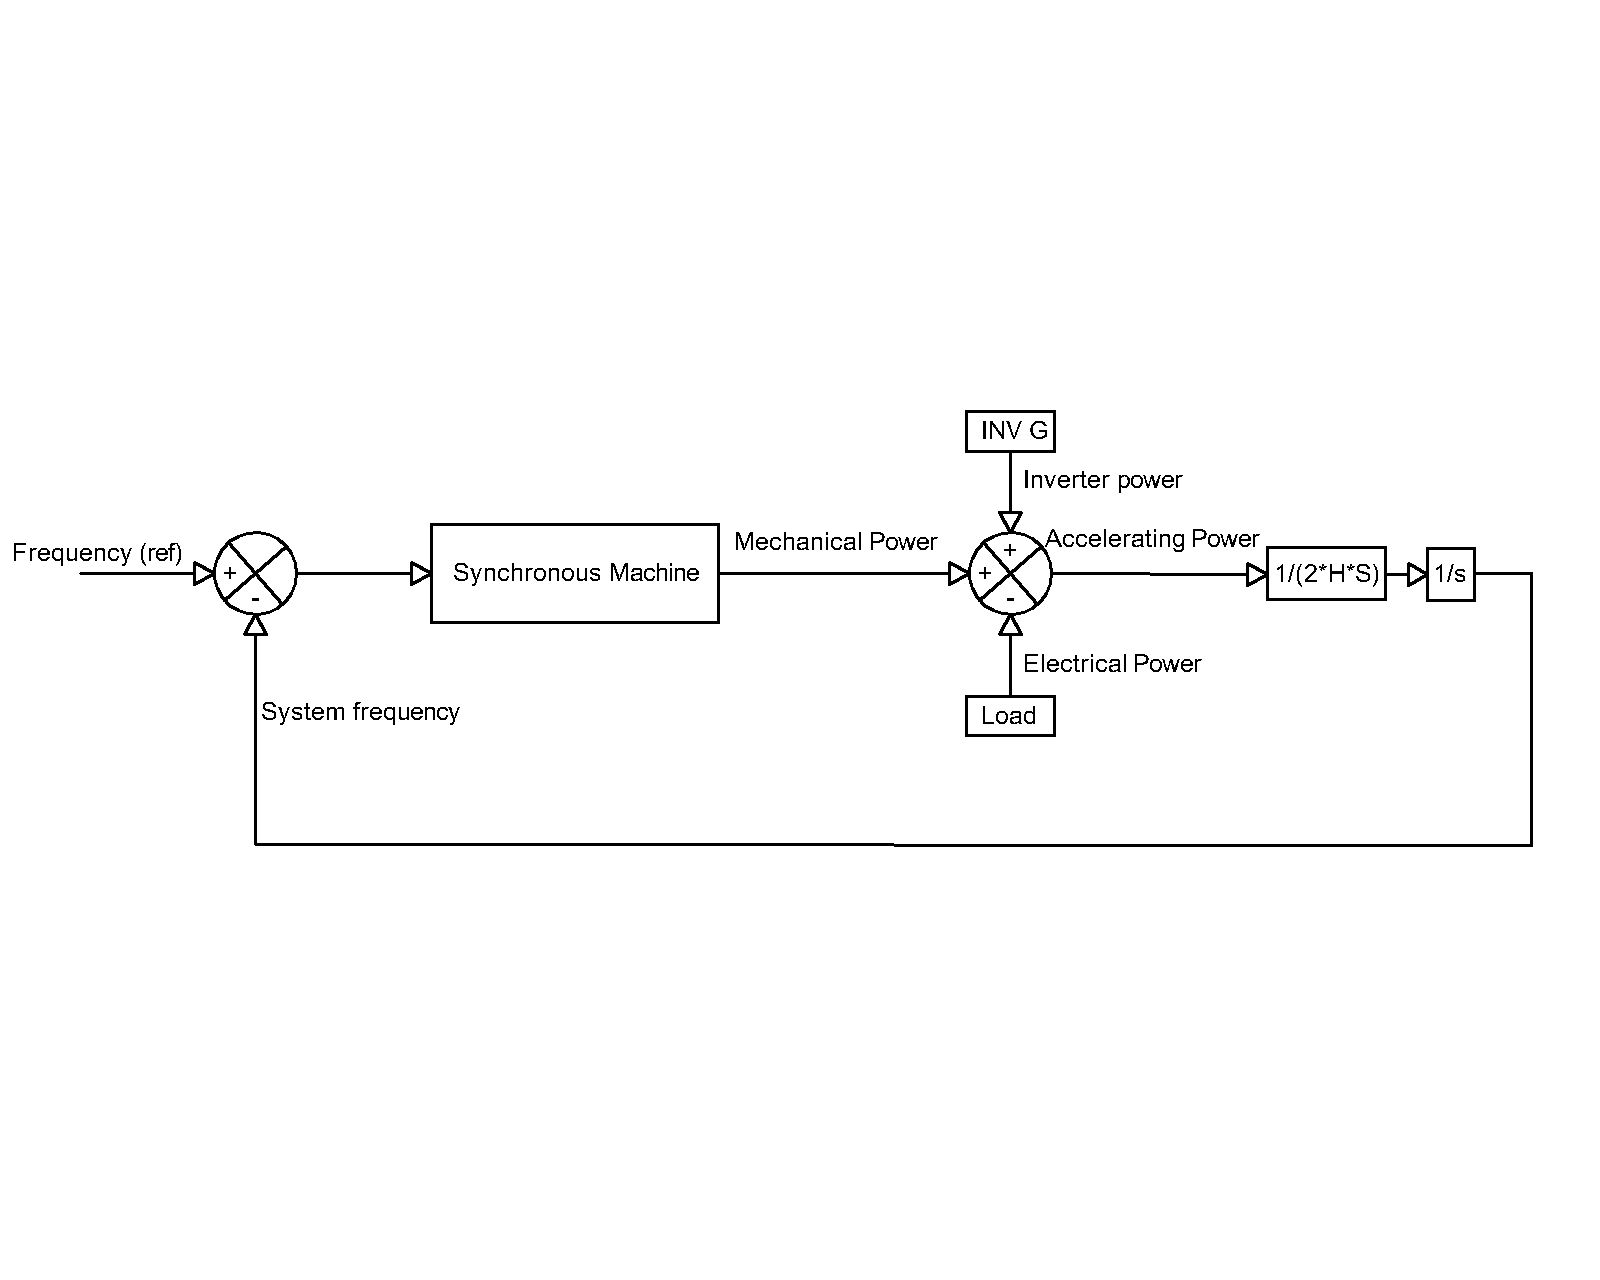 INV G
Inverter power
Frequency (ref)
+
-
Synchronous Machine
Mechanical Power
+
+
-
Accelerating Power
1/(2*H*S)
1/s
Electrical Power
Load
System frequency